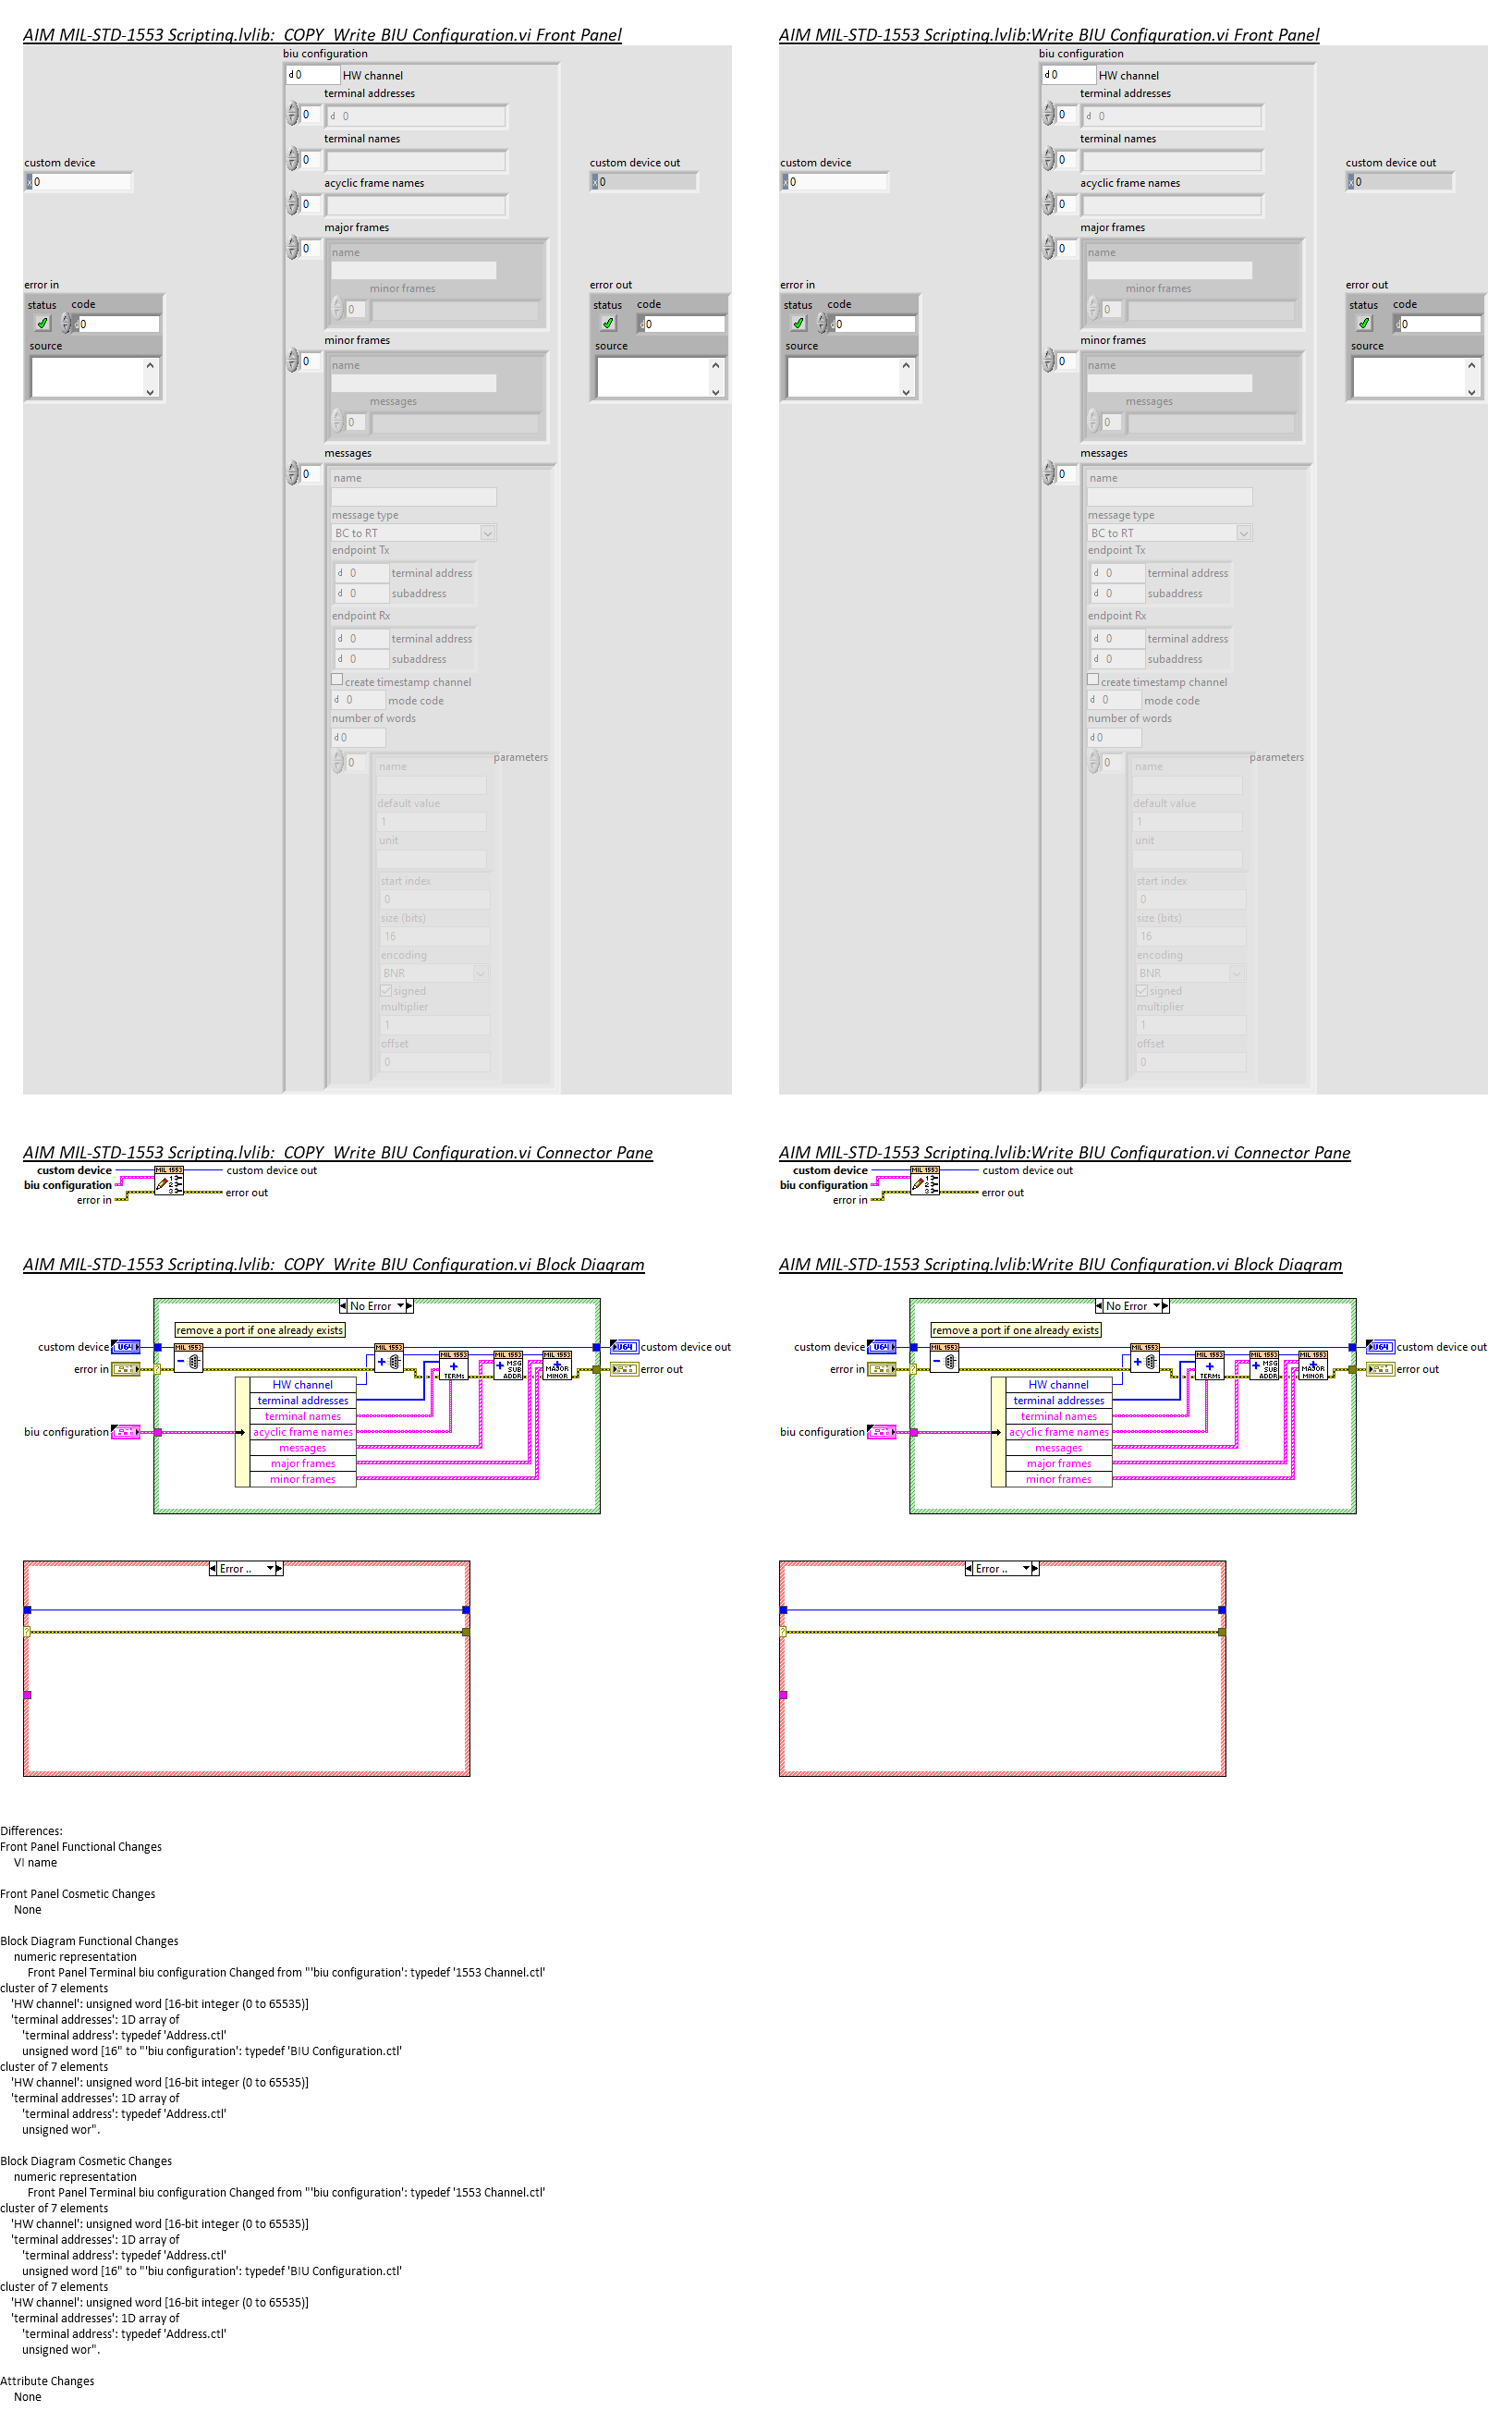 AIM MIL-STD-1553 Scripting.lvlib:  COPY  Write BIU Configuration.vi Front Panel
biu configuration
d 0 HW channel
terminal addresses
0 d 0
terminal names
0
custom device
x 0
custom device out
x 0
acyclic frame names
0
major frames
0
name
minor frames
0
error in
status code
d 0
source
error out
status code
d 0
source
minor frames
0
name
messages
0
messages
0
name
message type
BC to RT
endpoint Tx
d 0 terminal address
d 0 subaddress
endpoint Rx
d 0 terminal address
d 0 subaddress
create timestamp channel
d 0 mode code
number of words
d 0
0 parameters
name
default value
1
unit
start index
0
size (bits)
16
encoding
BNR
signed
multiplier
1
offset
0
AIM MIL-STD-1553 Scripting.lvlib:Write BIU Configuration.vi Front Panel
biu configuration
d 0 HW channel
terminal addresses
0 d 0
terminal names
0
custom device
x 0
custom device out
x 0
acyclic frame names
0
major frames
0
name
minor frames
0
error in
status code
d 0
source
error out
status code
d 0
source
minor frames
0
name
messages
0
messages
0
name
message type
BC to RT
endpoint Tx
d 0 terminal address
d 0 subaddress
endpoint Rx
d 0 terminal address
d 0 subaddress
create timestamp channel
d 0 mode code
number of words
d 0
0 parameters
name
default value
1
unit
start index
0
size (bits)
16
encoding
BNR
signed
multiplier
1
offset
0
AIM MIL-STD-1553 Scripting.lvlib:  COPY  Write BIU Configuration.vi Connector Pane
custom device MIL 1553 custom device out
biu configuration 1 2 3
error in error out
AIM MIL-STD-1553 Scripting.lvlib:Write BIU Configuration.vi Connector Pane
custom device MIL 1553 custom device out
biu configuration 1 2 3
error in error out
AIM MIL-STD-1553 Scripting.lvlib:  COPY  Write BIU Configuration.vi Block Diagram
No Error
remove a port if one already exists
custom device U64 MIL 1553 MIL 1553 MIL 1553 MIL 1553 MIL 1553 U64 custom device out
error in TERMS MSG SUB ADDR MAJOR MINOR error out
HW channel
terminal addresses
terminal names
biu configuration acyclic frame names
messages
major frames
minor frames
Error ..
AIM MIL-STD-1553 Scripting.lvlib:Write BIU Configuration.vi Block Diagram
No Error
remove a port if one already exists
custom device U64 MIL 1553 MIL 1553 MIL 1553 MIL 1553 MIL 1553 U64 custom device out
error in TERMS MSG SUB ADDR MAJOR MINOR error out
HW channel
terminal addresses
terminal names
biu configuration acyclic frame names
messages
major frames
minor frames
Error ..
Differences:
Front Panel Functional Changes
VI name
Front Panel Cosmetic Changes
None
Block Diagram Functional Changes
numeric representation
Front Panel Terminal biu configuration Changed from "'biu configuration': typedef '1553 Channel.ctl'
cluster of 7 elements
'HW channel': unsigned word [16-bit integer (0 to 65535)]
'terminal addresses': 1D array of
'terminal address': typedef 'Address.ctl'
unsigned word [16" to "'biu configuration': typedef 'BIU Configuration.ctl'
cluster of 7 elements
'HW channel': unsigned word [16-bit integer (0 to 65535)]
'terminal addresses': 1D array of
'terminal address': typedef 'Address.ctl'
unsigned wor".
Block Diagram Cosmetic Changes
numeric representation
Front Panel Terminal biu configuration Changed from "'biu configuration': typedef '1553 Channel.ctl'
cluster of 7 elements
'HW channel': unsigned word [16-bit integer (0 to 65535)]
'terminal addresses': 1D array of
'terminal address': typedef 'Address.ctl'
unsigned word [16" to "'biu configuration': typedef 'BIU Configuration.ctl'
cluster of 7 elements
'HW channel': unsigned word [16-bit integer (0 to 65535)]
'terminal addresses': 1D array of
'terminal address': typedef 'Address.ctl'
unsigned wor".
Attribute Changes
None